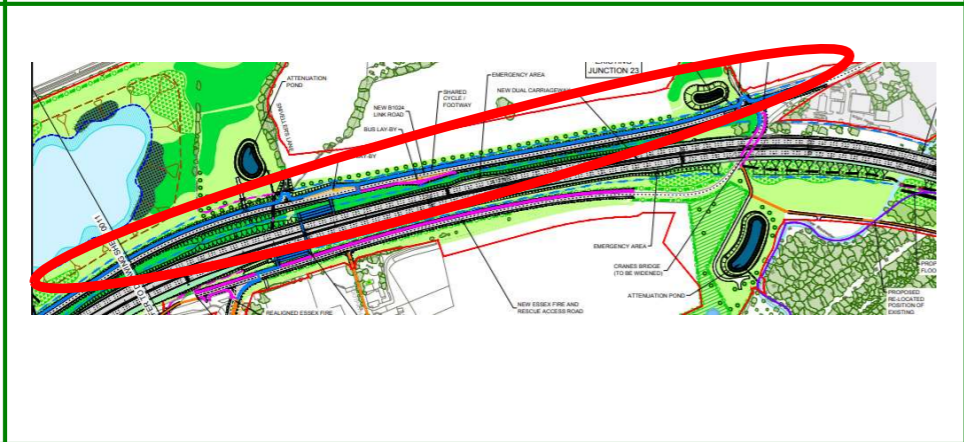 EXISTING
JUNCTION 23
ATTENUATION
POND
EMERGENCY AREA
NEW DUAL CARRIAGEWAY
SHARED
CYCLE /
FOOTWAY
NEW B1024
LINK ROAD
BUS LAY-BY
EMERGENCY AREA
CRANES BRIDGE
(TO BE WIDENED)
ATTENUATION POND
NEW ESSEX FIRE AND
RESCUE ACCESS ROAD
REALIGNED ESSEX FIRE
PROPOSED
RE-LOCATED
POSITION OF
EXISTING